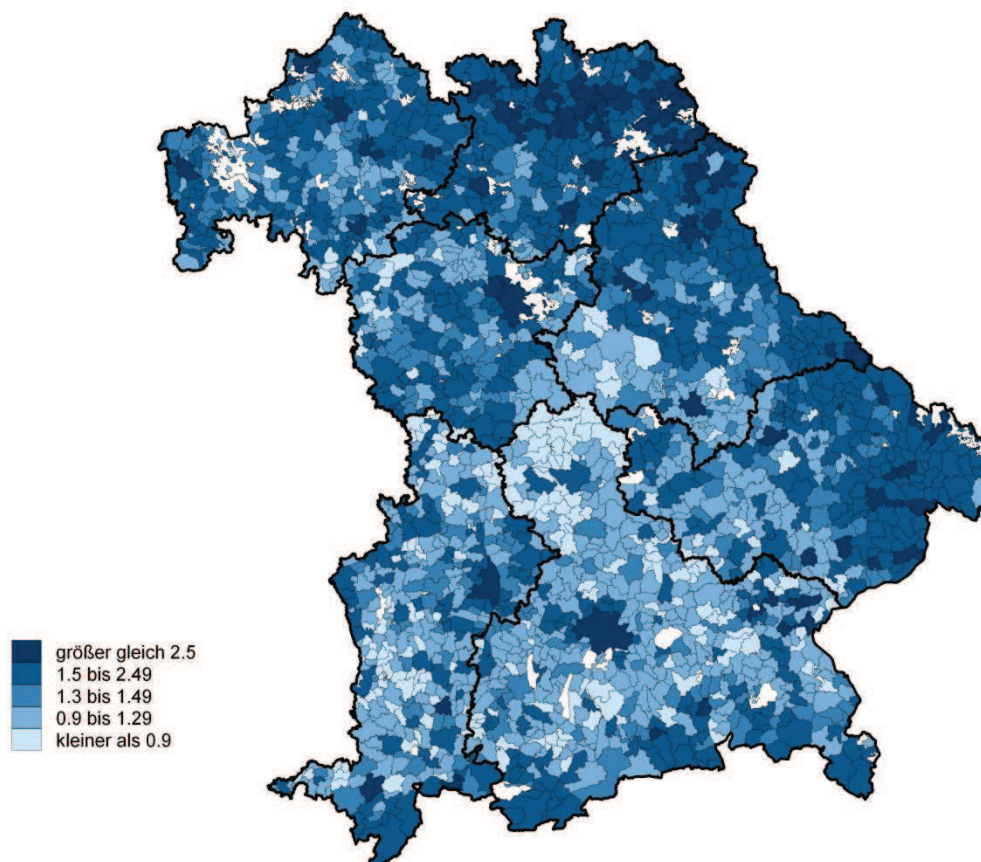 größer gleich 2.5
1.5 bis 2.49
1.3 bis 1.49
0.9 bis 1.29
kleiner als 0.9